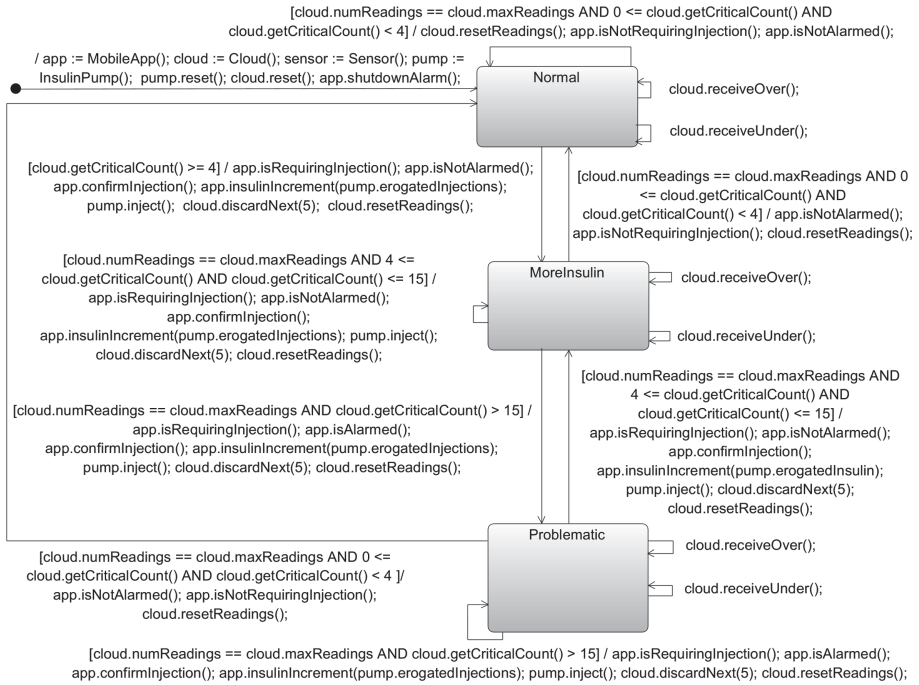 [cloud.numReadings == cloud.maxReadings AND 0 <= cloud.getCriticalCount() AND
cloud.getCriticalCount() < 4] / cloud.resetReadings(); app.isNotRequiringInjection(); app.isNotAlarmed();
/ app := MobileApp(); cloud := Cloud(); sensor := Sensor(); pump :=
InsulinPump(); pump.reset(); cloud.reset(); app.shutdownAlarm();
Normal
cloud.receiveOver();
cloud.receiveUnder();
[cloud.getCriticalCount() >= 4] / app.isRequiringInjection(); app.isNotAlarmed();
app.confirmInjection(); app.insulinIncrement(pump.erogatedInjections);
pump.inject(); cloud.discardNext(5); cloud.resetReadings();
[cloud.numReadings == cloud.maxReadings AND 0
<= cloud.getCriticalCount() AND
cloud.getCriticalCount() < 4] / app.isNotAlarmed();
app.isNotRequiringInjection(); cloud.resetReadings();
[cloud.numReadings == cloud.maxReadings AND 4 <=
cloud.getCriticalCount() AND cloud.getCriticalCount() <= 15] /
app.isRequiringInjection(); app.isNotAlarmed();
app.confirmInjection();
app.insulinIncrement(pump.erogatedInjections); pump.inject();
cloud.discardNext(5); cloud.resetReadings();
MoreInsulin
cloud.receiveOver();
cloud.receiveUnder();
[cloud.numReadings == cloud.maxReadings AND cloud.getCriticalCount() > 15] /
app.isRequiringInjection(); app.isAlarmed();
app.confirmInjection(); app.insulinIncrement(pump.erogatedInjections);
pump.inject(); cloud.discardNext(5); cloud.resetReadings();
[cloud.numReadings == cloud.maxReadings AND
4 <= cloud.getCriticalCount() AND
cloud.getCriticalCount() <= 15] /
app.isRequiringInjection(); app.isNotAlarmed();
app.confirmInjection();
app.insulinIncrement(pump.erogatedInsulin);
pump.inject(); cloud.discardNext(5);
cloud.resetReadings();
Problematic
cloud.receiveOver();
cloud.receiveUnder();
[cloud.numReadings == cloud.maxReadings AND 0 <=
cloud.getCriticalCount() AND cloud.getCriticalCount() < 4 ]/
app.isNotAlarmed(); app.isNotRequiringInjection();
cloud.resetReadings();
[cloud.numReadings == cloud.maxReadings AND cloud.getCriticalCount() > 15] / app.isRequiringInjection(); app.isAlarmed();
app.confirmInjection(); app.insulinIncrement(pump.erogatedInjections); pump.inject(); cloud.discardNext(5); cloud.resetReadings();